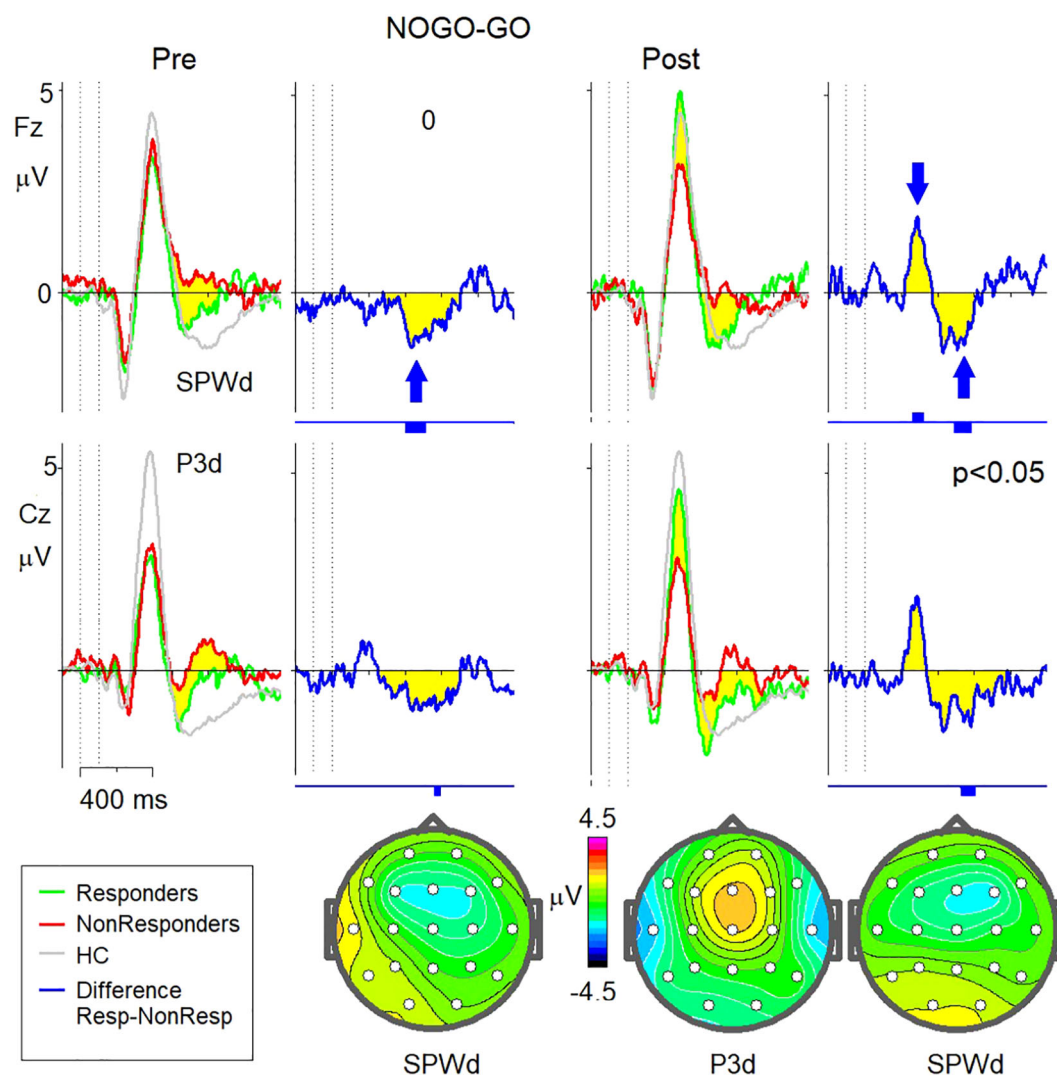 NOGO-GO
Pre
Post
5
Fz
μV
0
0
SPWd
5
P3d
Cz
μV
p<0.05
400 ms
4.5
μV
-4.5
Responders
NonResponders
HC
Difference
Resp-NonResp
SPWd
P3d
SPWd